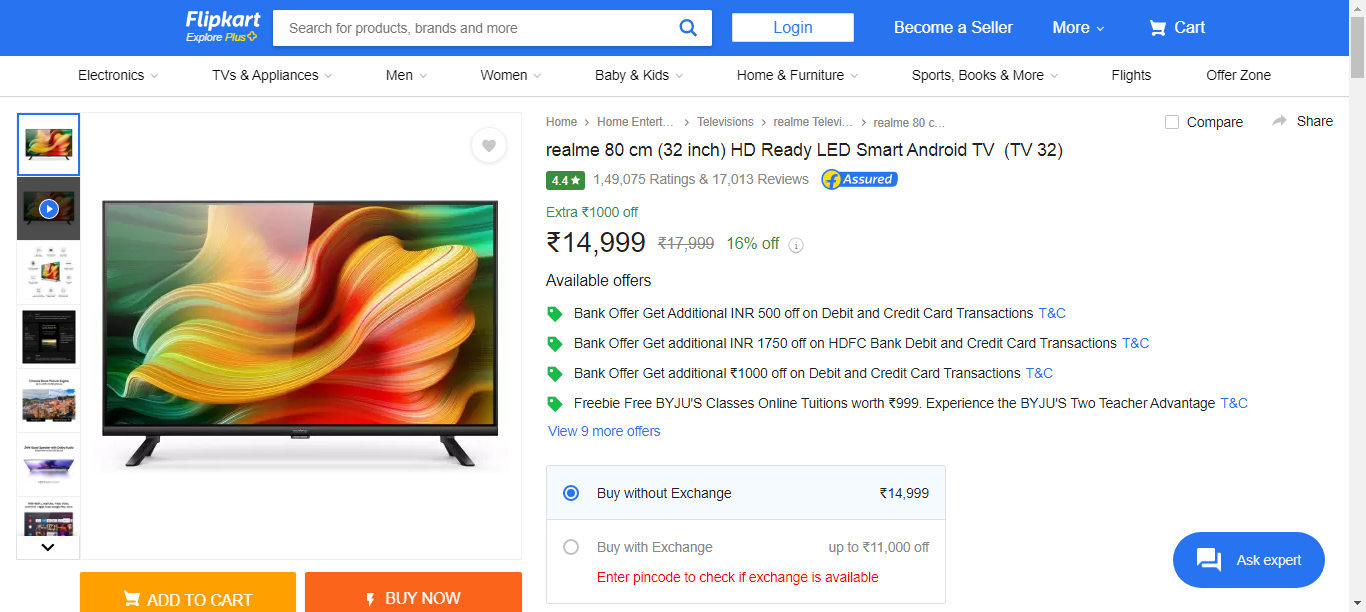 Flipkart
Explore Plus
Search for products, brands and more
Login
Become a Seller
More
Cart
Electronics
TVs & Appliances
Men
Women
Baby & Kids
Home & Furniture
Sports, Books & More
Flights
Offer Zone
Home
Home Entert...
Televisions
realme Televi...
realme 80 c...
Compare
Share
realme 80 cm (32 inch) HD Ready LED Smart Android TV (TV 32)
4.4★
1,49,075 Ratings & 17,013 Reviews
Assured
Extra ₹1000 off
₹14,999 ₹17,999 16% off
Available offers
Bank Offer Get Additional INR 500 off on Debit and Credit Card Transactions T&C
Bank Offer Get additional INR 1750 off on HDFC Bank Debit and Credit Card Transactions T&C
Bank Offer Get additional ₹1000 off on Debit and Credit Card Transactions T&C
Freebie Free BYJU'S Classes Online Tuitions worth ₹999. Experience the BYJU'S Two Teacher Advantage T&C
View 9 more offers
Buy without Exchange ₹14,999
Buy with Exchange up to ₹11,000 off
Enter pincode to check if exchange is available
Ask expert
ADD TO CART
BUY NOW